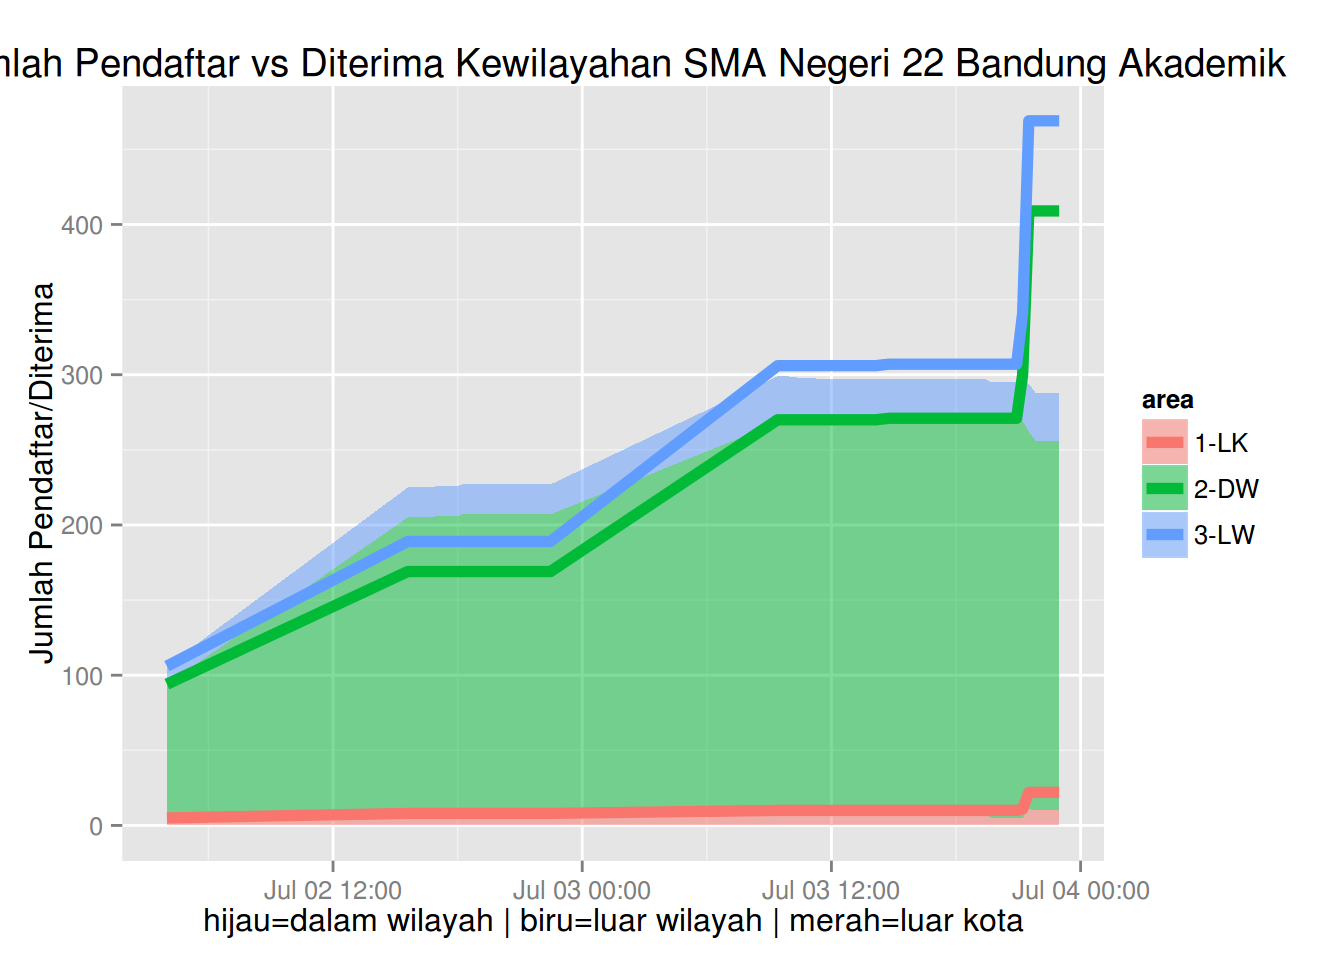 Pendaftar vs Diterima Kewilayahan SMA Negeri 22 Bandung Akademik
Jumlah Pendaftar/Diterima
400
300
200
100
0
area
1-LK
2-DW
3-LW
Jul 02 12:00
Jul 03 00:00
Jul 03 12:00
Jul 04 00:00
hijau=dalam wilayah | biru=luar wilayah | merah=luar kota